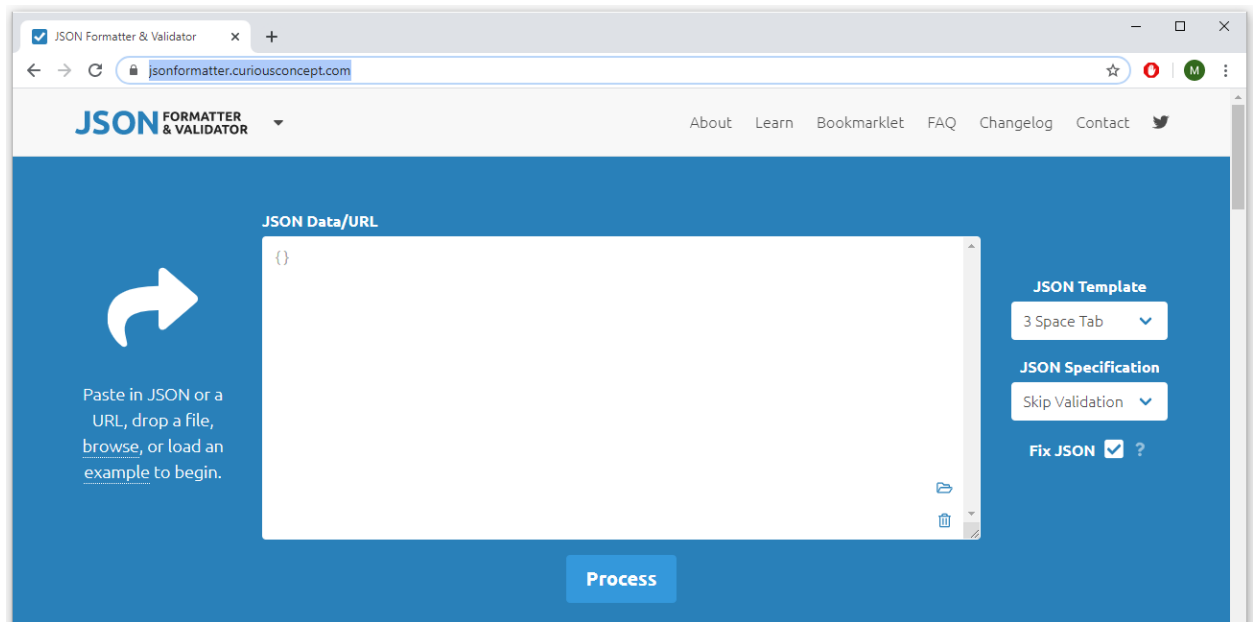 JSON Formatter & Validator
jsonformatter.curiousconcept.com
M
JSON FORMATTER & VALIDATOR
About Learn Bookmarklet FAQ Changelog Contact
JSON Data/URL
{}
Paste in JSON or a
URL, drop a file,
browse, or load an
example to begin.
JSON Template
3 Space Tab
JSON Specification
Skip Validation
Fix JSON ?
Process